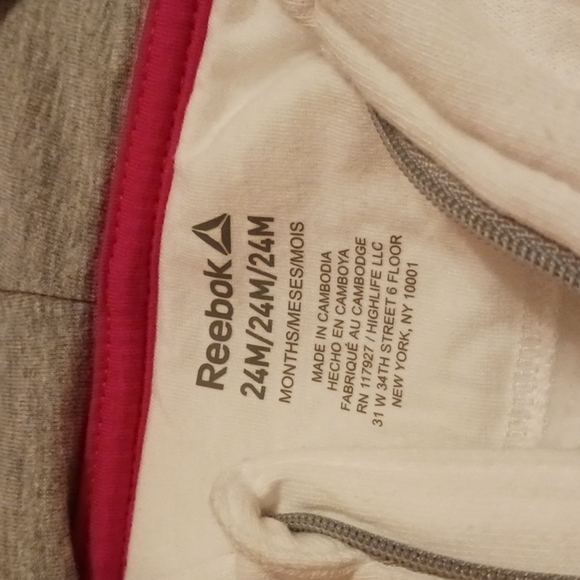 Reebok
24M/24M/24M
MONTHS/MESES/MOIS
MADE IN CAMBODIA
HECHO EN CAMBOYA
FABRIQUÉ AU CAMBODGE
RN 117927 / HIGHLIFE LLC
31 W 34TH STREET 6 FLOOR
NEW YORK, NY 10001